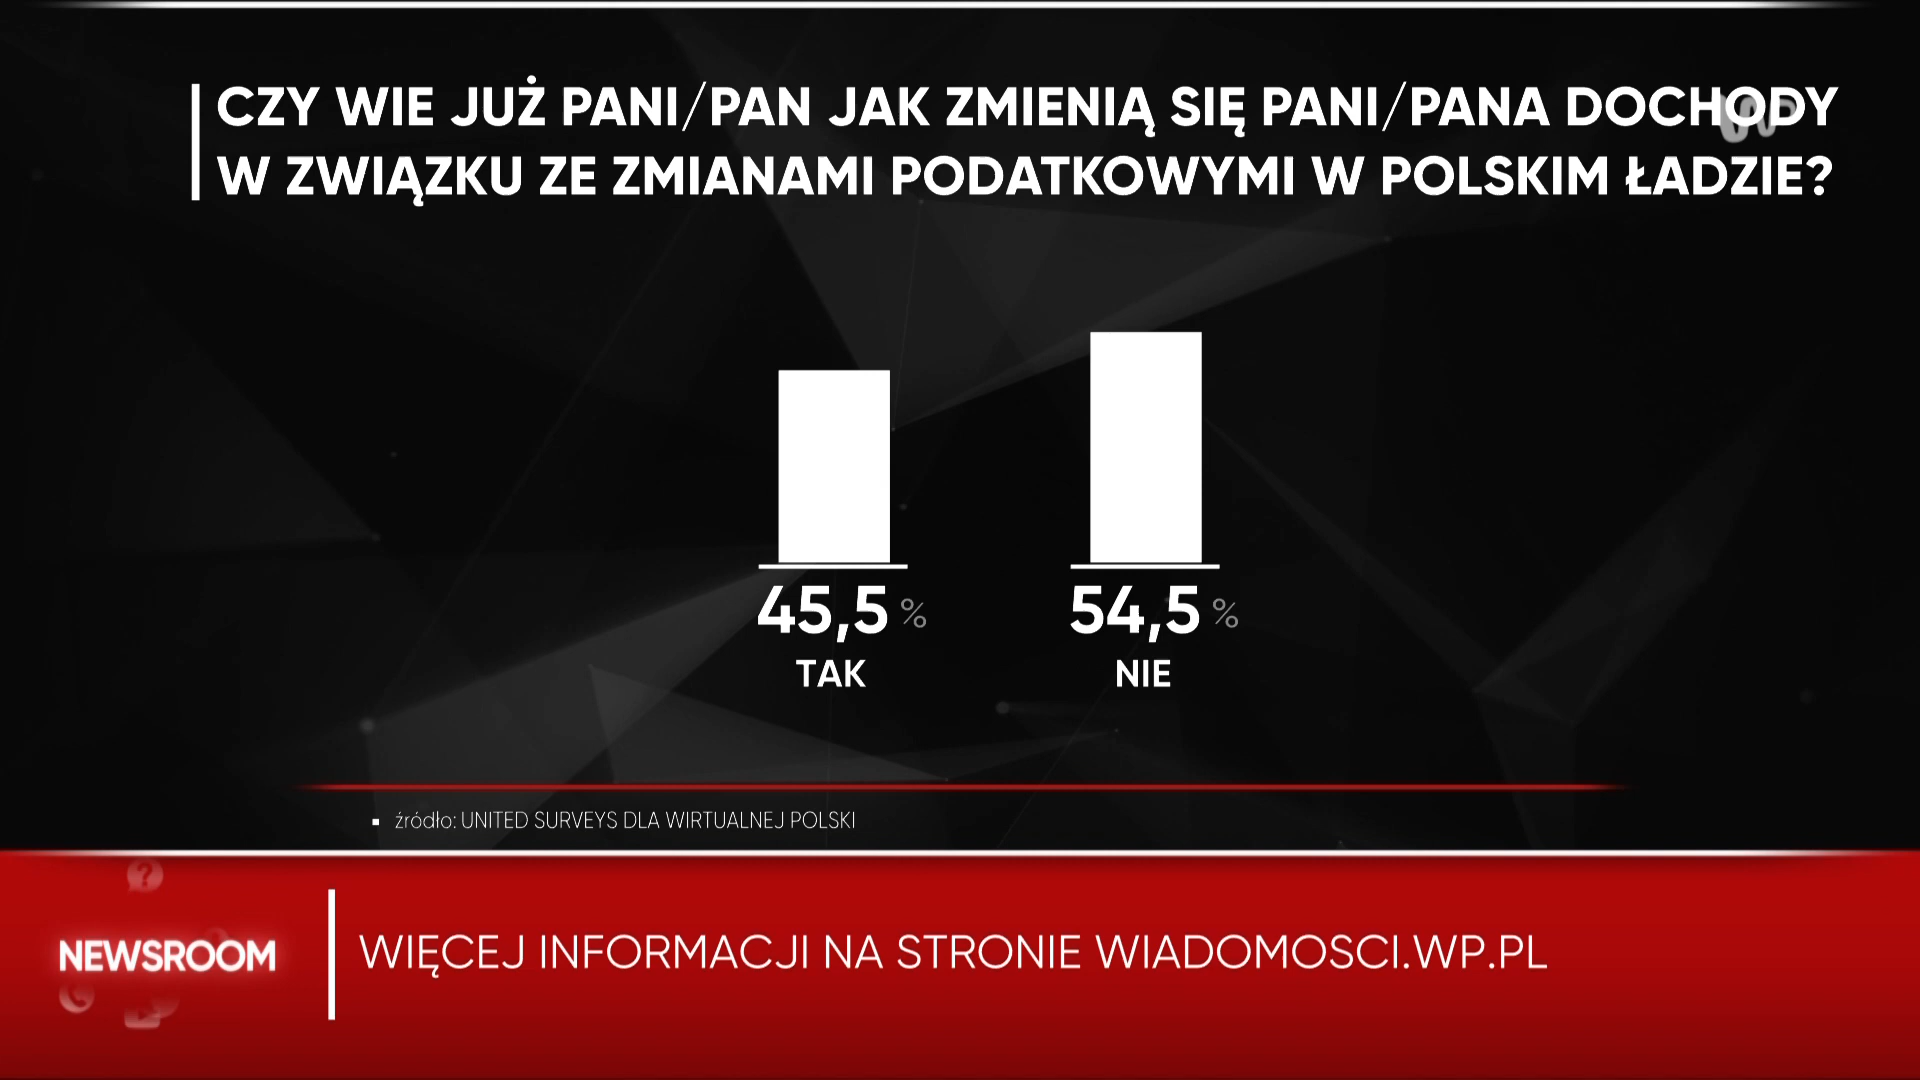 CZY WIE JUŻ PANI/PAN JAK ZMIENIĄ SIĘ PANI/PANA DOCHODY
W ZWIĄZKU ZE ZMIANAMI PODATKOWYMI W POLSKIM ŁADZIE?
45,5 %
TAK
54,5 %
NIE
źródło: UNITED SURVEYS DLA WIRTUALNEJ POLSKI
NEWSROOM
WIĘCEJ INFORMACJI NA STRONIE WIADOMOSCI.WP.PL